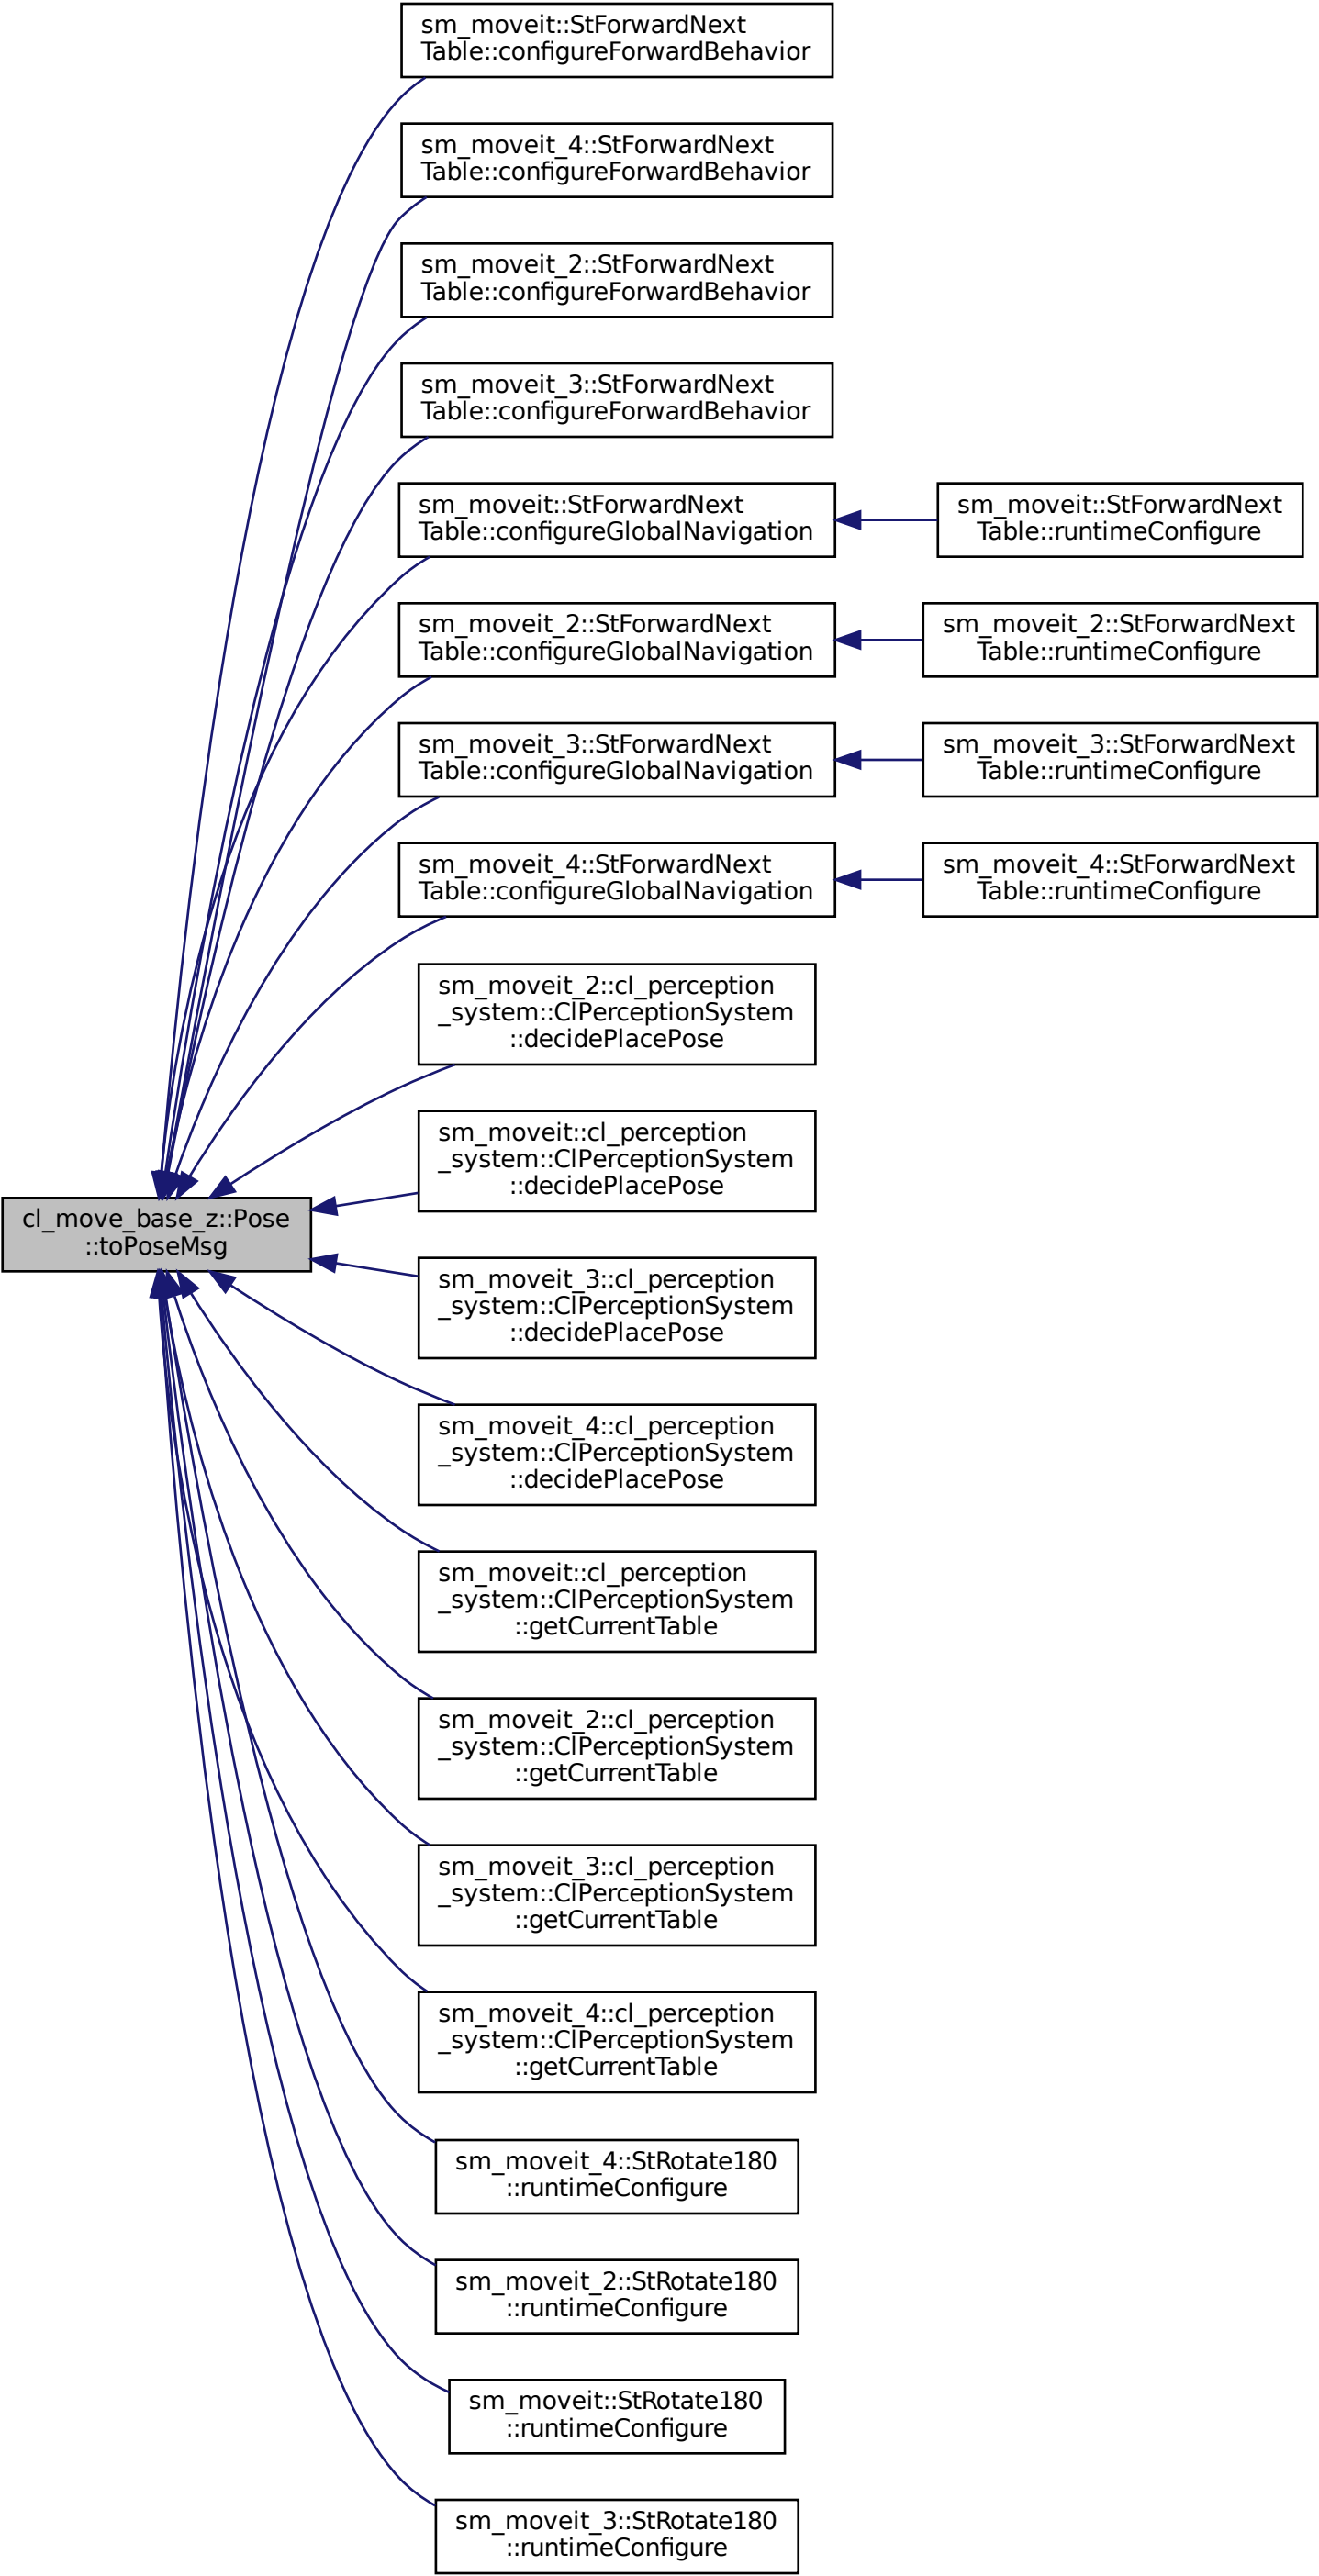 sm_moveit::StForwardNext
Table::configureForwardBehavior
sm_moveit_4::StForwardNext
Table::configureForwardBehavior
sm_moveit_2::StForwardNext
Table::configureForwardBehavior
sm_moveit_3::StForwardNext
Table::configureForwardBehavior
sm_moveit::StForwardNext
Table::configureGlobalNavigation
sm_moveit::StForwardNext
Table::runtimeConfigure
sm_moveit_2::StForwardNext
Table::configureGlobalNavigation
sm_moveit_2::StForwardNext
Table::runtimeConfigure
sm_moveit_3::StForwardNext
Table::configureGlobalNavigation
sm_moveit_3::StForwardNext
Table::runtimeConfigure
sm_moveit_4::StForwardNext
Table::configureGlobalNavigation
sm_moveit_4::StForwardNext
Table::runtimeConfigure
sm_moveit_2::cl_perception
_system::ClPerceptionSystem
::decidePlacePose
sm_moveit::cl_perception
_system::ClPerceptionSystem
::decidePlacePose
cl_move_base_z::Pose
::toPoseMsg
sm_moveit_3::cl_perception
_system::ClPerceptionSystem
::decidePlacePose
sm_moveit_4::cl_perception
_system::ClPerceptionSystem
::decidePlacePose
sm_moveit::cl_perception
_system::ClPerceptionSystem
::getCurrentTable
sm_moveit_2::cl_perception
_system::ClPerceptionSystem
::getCurrentTable
sm_moveit_3::cl_perception
_system::ClPerceptionSystem
::getCurrentTable
sm_moveit_4::cl_perception
_system::ClPerceptionSystem
::getCurrentTable
sm_moveit_4::StRotate180
::runtimeConfigure
sm_moveit_2::StRotate180
::runtimeConfigure
sm_moveit::StRotate180
::runtimeConfigure
sm_moveit_3::StRotate180
::runtimeConfigure